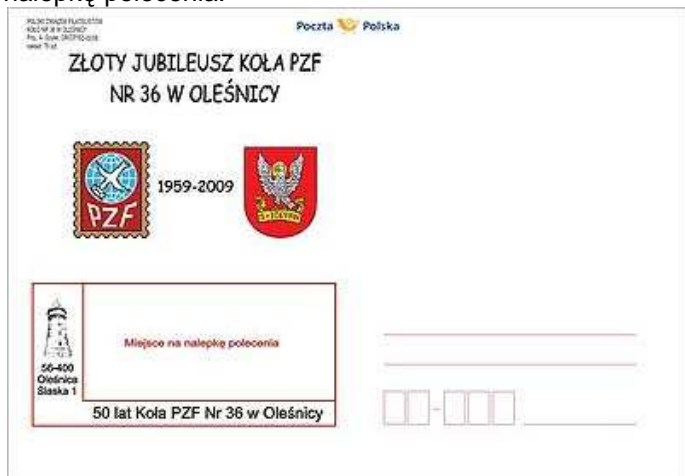 nalepkę polecenia.
Poczta Polska
ZŁOTY JUBILEUSZ KOŁA PZF
NR 36 W OLEŚNICY
PZF
1959-2009
Miejsce na nalepkę polecenia
56-400
Oleśnica
Śląska 1
50 lat Koła PZF Nr 36 w Oleśnicy